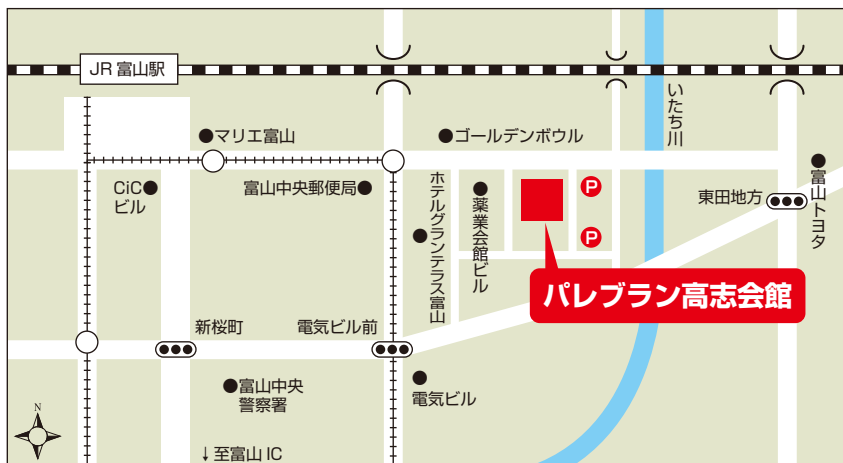 JR 富山駅
マリエ富山
ゴールデンボウル
いたち川
CiC
ビル
富山中央郵便局
ホテルグランテラス富山
薬業会館ビル
P
P
東田地方
富山トヨタ
パレブラン高志会館
新桜町
電気ビル前
富山中央
警察署
電気ビル
N
↓至富山 IC